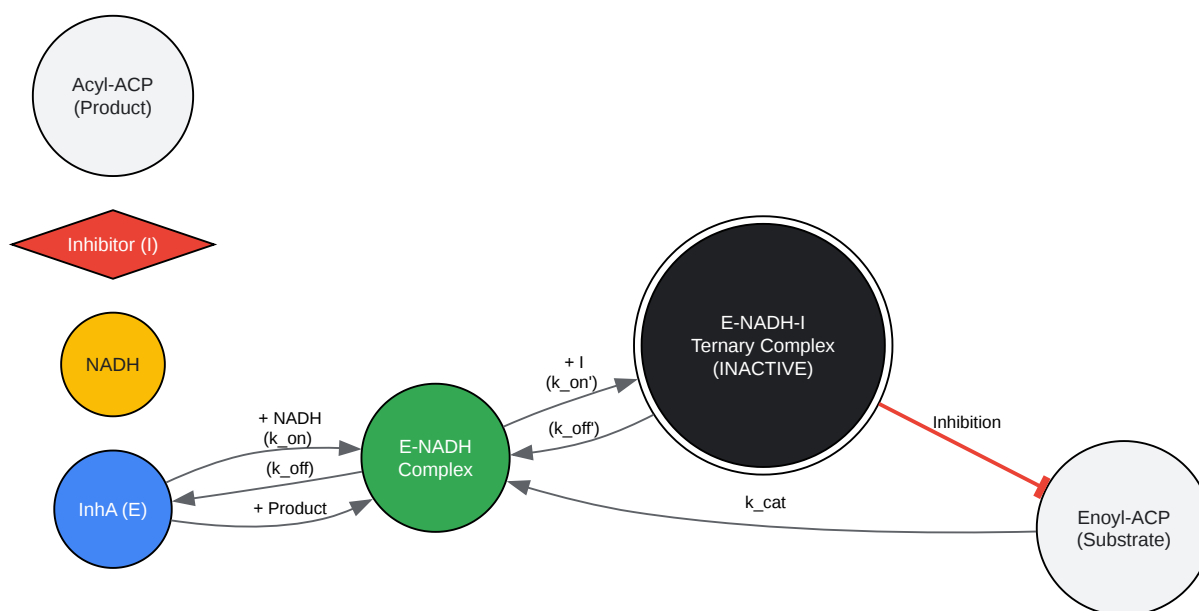 Acyl-ACP
(Product)
Inhibitor (I)
NADH
InhA (E)
+ NADH
(k_on)
(k_off)
+ Product
E-NADH
Complex
+ I
(k_on')
(k_off')
E-NADH-I
Ternary Complex
(INACTIVE)
Inhibition
k_cat
Enoyl-ACP
(Substrate)